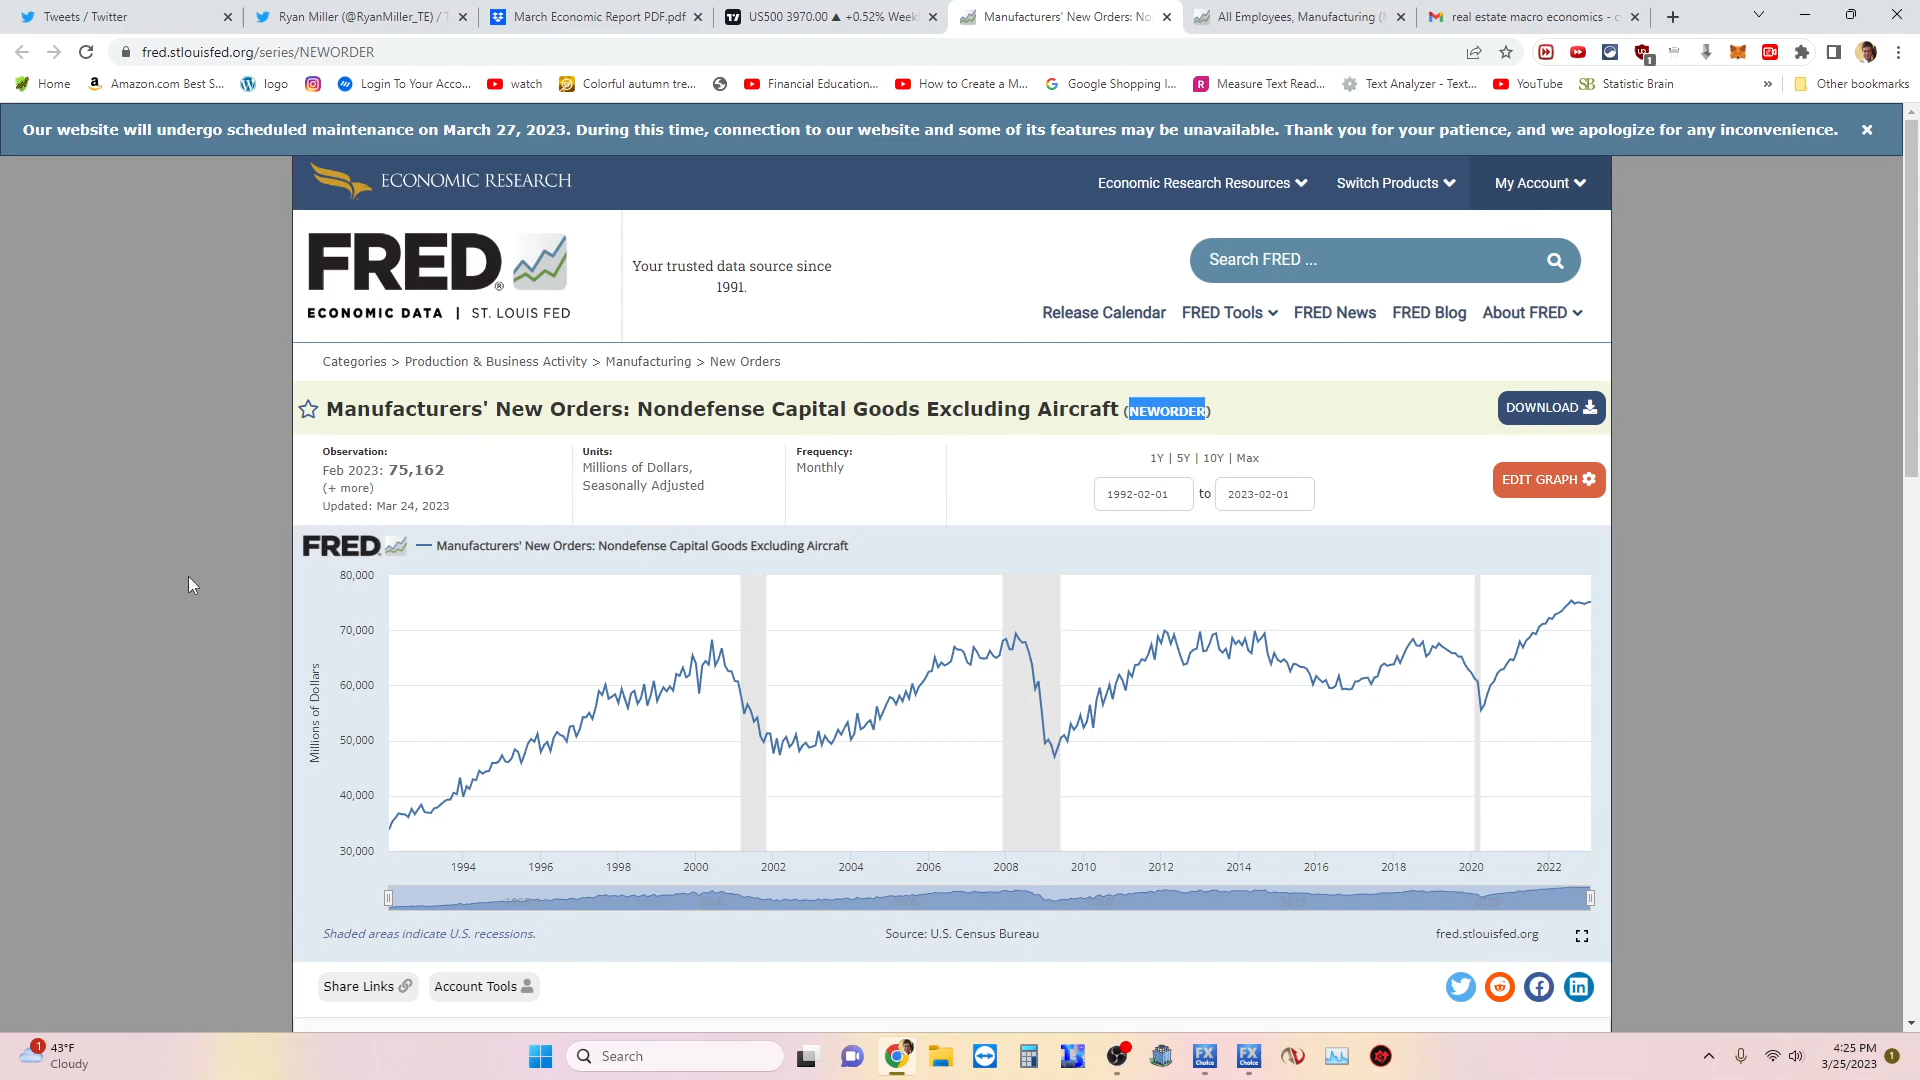 Tweets / Twitter
Ryan Miller (@RyanMiller_TE) / T
March Economic Report PDF.pdf
US500 3970.00 ▲ +0.52% Week
Manufacturers' New Orders: No
All Employees, Manufacturing (
real estate macro economics - c
fred.stlouisfed.org/series/NEWORDER
Home
Amazon.com Best S...
logo
Login To Your Acco...
watch
Colorful autumn tre...
Financial Education...
How to Create a M...
Google Shopping I...
Measure Text Read...
Text Analyzer - Text...
YouTube
Statistic Brain
»
Other bookmarks
Our website will undergo scheduled maintenance on March 27, 2023. During this time, connection to our website and some of its features may be unavailable. Thank you for your patience, and we apologize for any inconvenience.
ECONOMIC RESEARCH
Economic Research Resources
Switch Products
My Account
FRED®
ECONOMIC DATA | ST. LOUIS FED
Your trusted data source since
1991.
Search FRED ...
Release Calendar
FRED Tools
FRED News
FRED Blog
About FRED
Categories > Production & Business Activity > Manufacturing > New Orders
Manufacturers' New Orders: Nondefense Capital Goods Excluding Aircraft (NEWORDER)
DOWNLOAD
Observation:
Feb 2023: 75,162
(+ more)
Updated: Mar 24, 2023
Units:
Millions of Dollars,
Seasonally Adjusted
Frequency:
Monthly
1Y | 5Y | 10Y | Max
1992-02-01 to 2023-02-01
EDIT GRAPH
FRED
Manufacturers' New Orders: Nondefense Capital Goods Excluding Aircraft
80,000
70,000
60,000
50,000
40,000
30,000
Millions of Dollars
1994 1996 1998 2000 2002 2004 2006 2008 2010 2012 2014 2016 2018 2020 2022
Shaded areas indicate U.S. recessions.
Source: U.S. Census Bureau
fred.stlouisfed.org
Share Links
Account Tools
1
43°F
Cloudy
Search
FX
Choice
FX
Choice
4:25 PM
3/25/2023
1